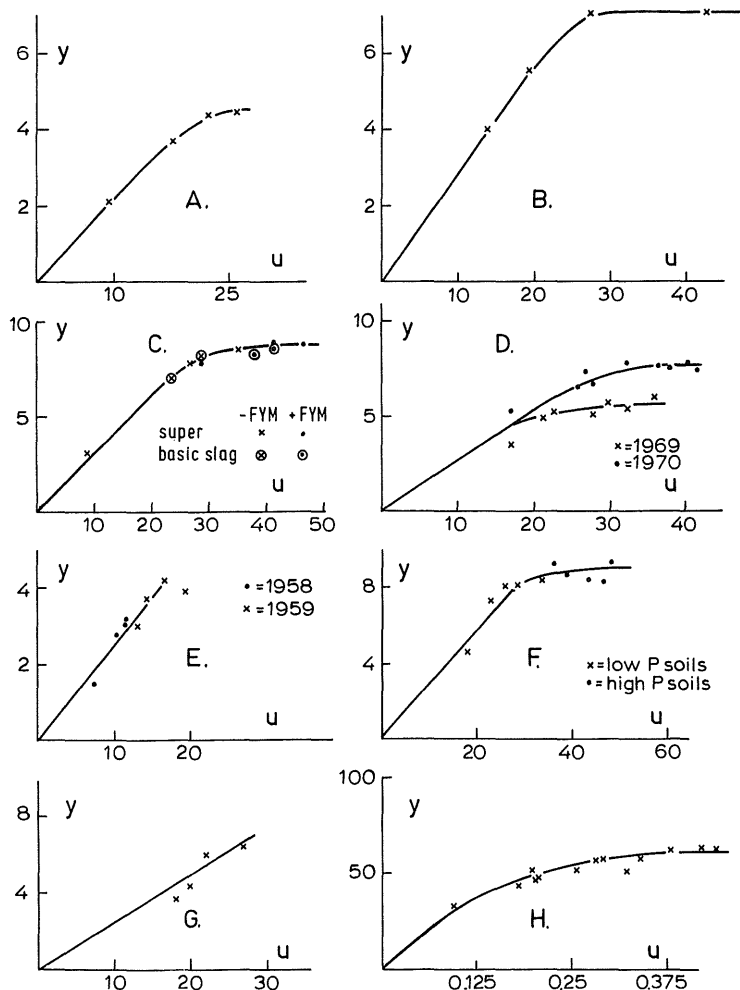 6
y
4
2
A.
u
10
25
6
y
4
2
B.
u
10
20
30
40
10
y
C.
5
-FYM +FYM
super × •
basic slag ⊗ ⊙
u
10
20
30
40
50
10
y
D.
5
×=1969
•=1970
u
10
20
30
40
y
4
2
•=1958
×=1959
E.
u
10
20
y
8
4
F.
×=low P soils
•=high P soils
u
20
40
60
y
8
4
G.
u
10
20
30
100
y
50
H.
u
0,125
0,25
0,375